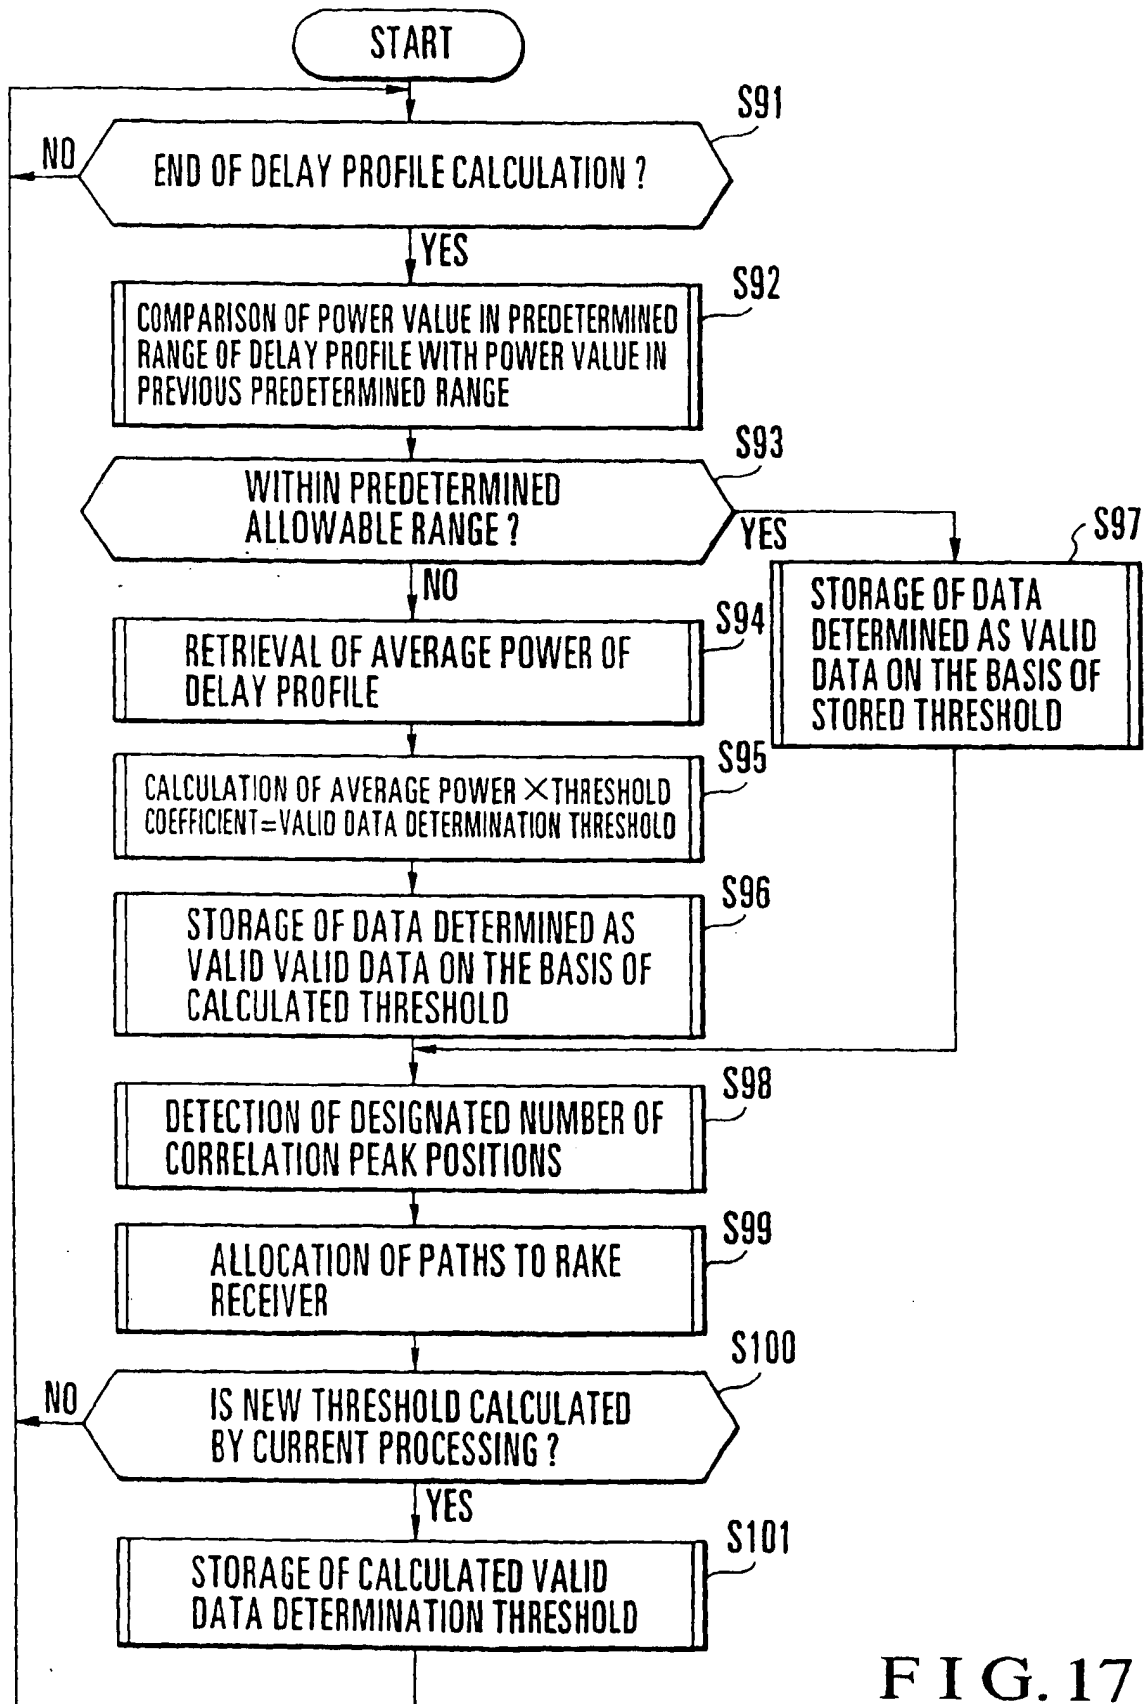 START
S91
NO
END OF DELAY PROFILE CALCULATION ?
YES
S92
COMPARISON OF POWER VALUE IN PREDETERMINED
RANGE OF DELAY PROFILE WITH POWER VALUE IN
PREVIOUS PREDETERMINED RANGE
S93
WITHIN PREDETERMINED
ALLOWABLE RANGE ?
YES
NO
S97
STORAGE OF DATA
DETERMINED AS VALID
DATA ON THE BASIS OF
STORED THRESHOLD
S94
RETRIEVAL OF AVERAGE POWER OF
DELAY PROFILE
S95
CALCULATION OF AVERAGE POWER × THRESHOLD
COEFFICIENT=VALID DATA DETERMINATION THRESHOLD
S96
STORAGE OF DATA DETERMINED AS
VALID VALID DATA ON THE BASIS OF
CALCULATED THRESHOLD
S98
DETECTION OF DESIGNATED NUMBER OF
CORRELATION PEAK POSITIONS
S99
ALLOCATION OF PATHS TO RAKE
RECEIVER
S100
NO
IS NEW THRESHOLD CALCULATED
BY CURRENT PROCESSING ?
YES
S101
STORAGE OF CALCULATED VALID
DATA DETERMINATION THRESHOLD
FIG. 17